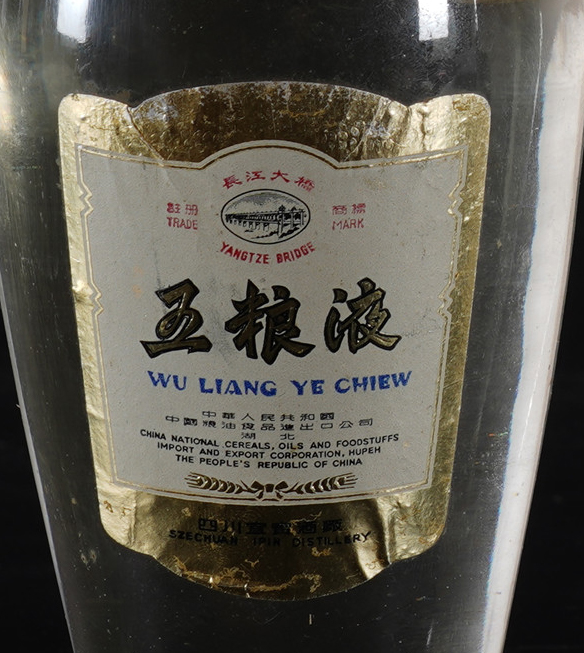 長江大橋
註册 商標
TRADE MARK
YANGTZE BRIDGE
五粮液
WU LIANG YE CHIEW
中華人民共和國
中國粮油食品進出口公司
湖北
CHINA NATIONAL CEREALS, OILS AND FOODSTUFFS
IMPORT AND EXPORT CORPORATION, HUPEH
THE PEOPLE'S REPUBLIC OF CHINA
四川宜賓酒廠
SZECHUAN IPIN DISTILLERY